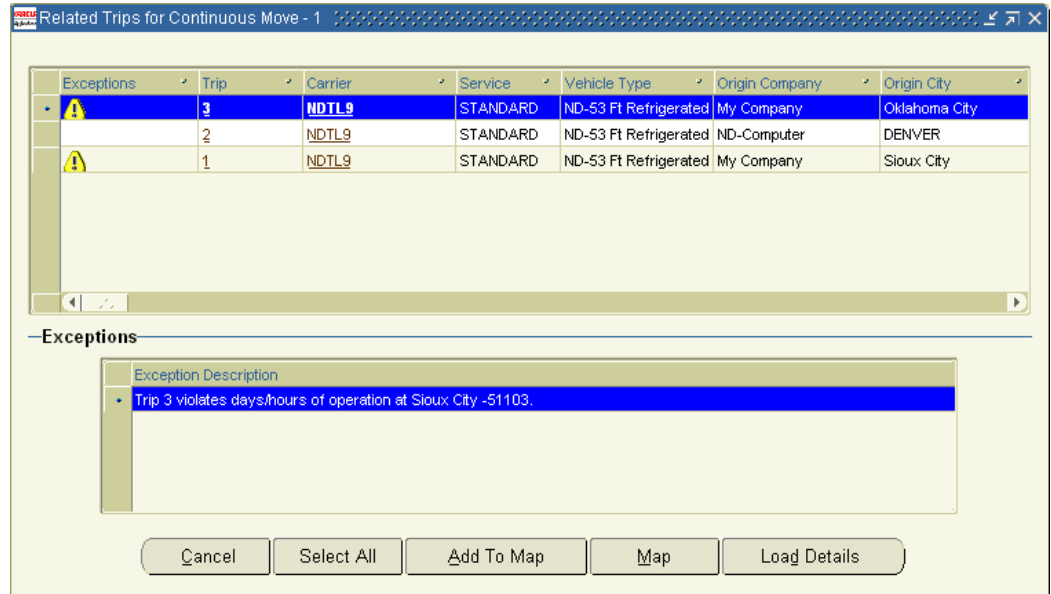 ORACLE Related Trips for Continuous Move - 1
Exceptions Trip Carrier Service Vehicle Type Origin Company Origin City
3 NDTL9 STANDARD ND-53 Ft Refrigerated My Company Oklahoma City
2 NDTL9 STANDARD ND-53 Ft Refrigerated ND-Computer DENVER
1 NDTL9 STANDARD ND-53 Ft Refrigerated My Company Sioux City
Exceptions
Exception Description
Trip 3 violates days/hours of operation at Sioux City -51103.
Cancel Select All Add To Map Map Load Details